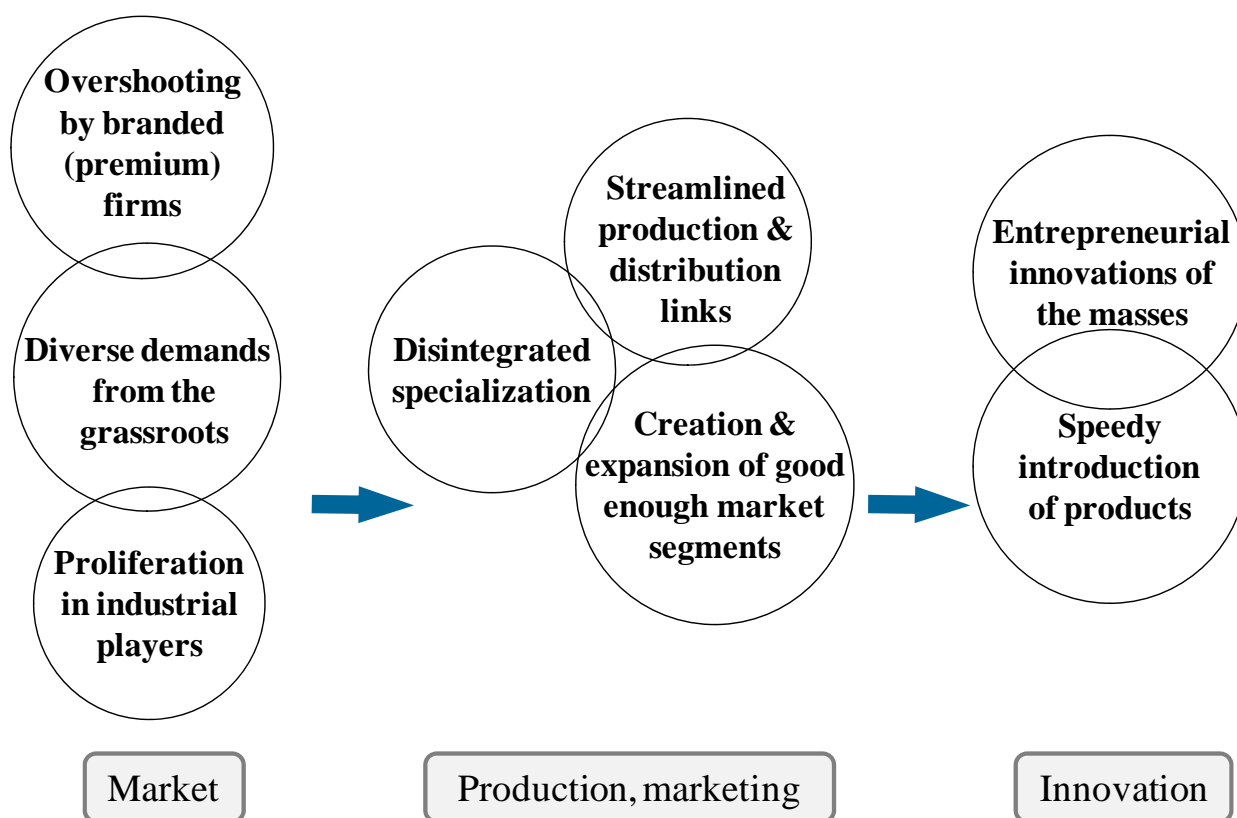 Overshooting
by branded
(premium)
firms
Diverse demands
from the
grassroots
Proliferation
in industrial
players
Disintegrated
specialization
Streamlined
production &
distribution
links
Creation &
expansion of good
enough market
segments
Entrepreneurial
innovations of
the masses
Speedy
introduction
of products
Market
Production, marketing
Innovation